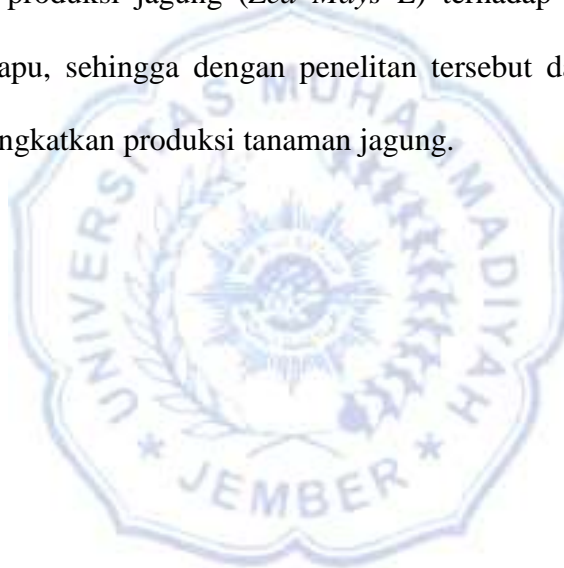 produksi jagung (Zea Mays L) terhadap
apu, sehingga dengan penelitan tersebut da
ngkatkan produksi tanaman jagung.
UNIVERSITAS MUHAMMADIYAH
* JEMBER *